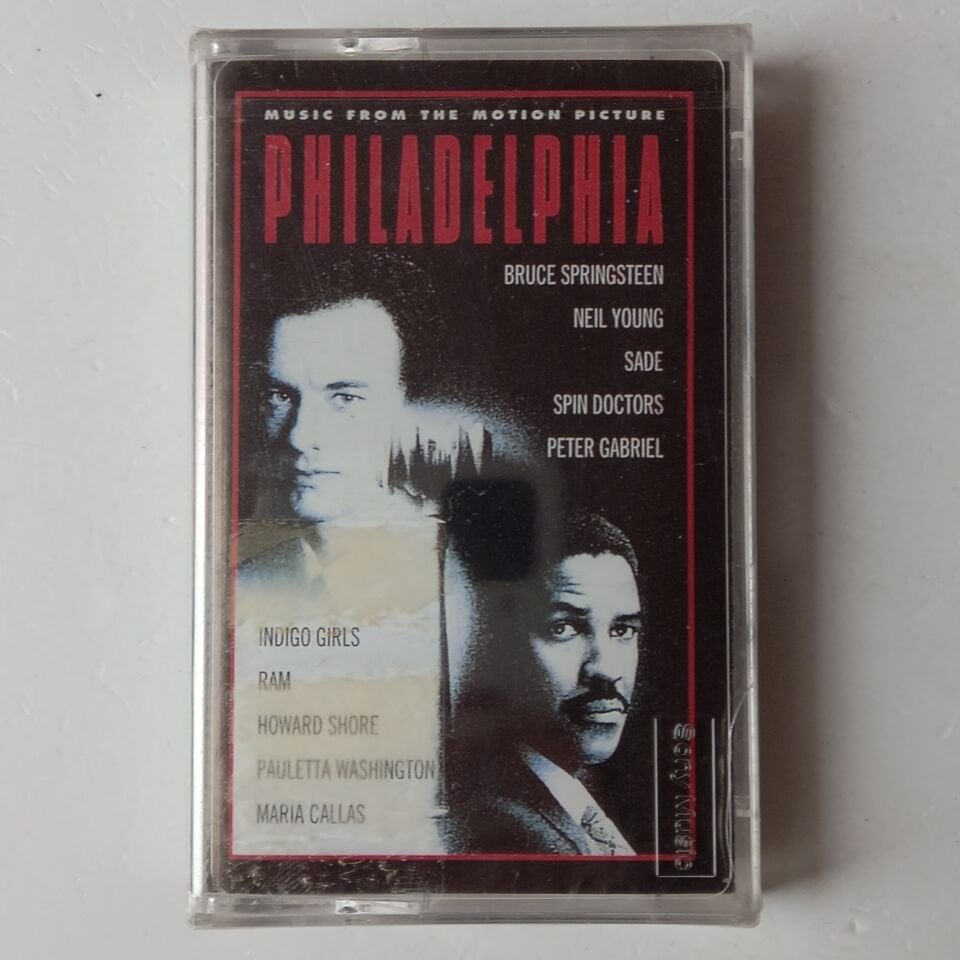 MUSIC FROM THE MOTION PICTURE
PHILADELPHIA
BRUCE SPRINGSTEEN
NEIL YOUNG
SADE
SPIN DOCTORS
PETER GABRIEL
INDIGO GIRLS
RAM
HOWARD SHORE
PAULETTA WASHINGTON
MARIA CALLAS
Sony Music